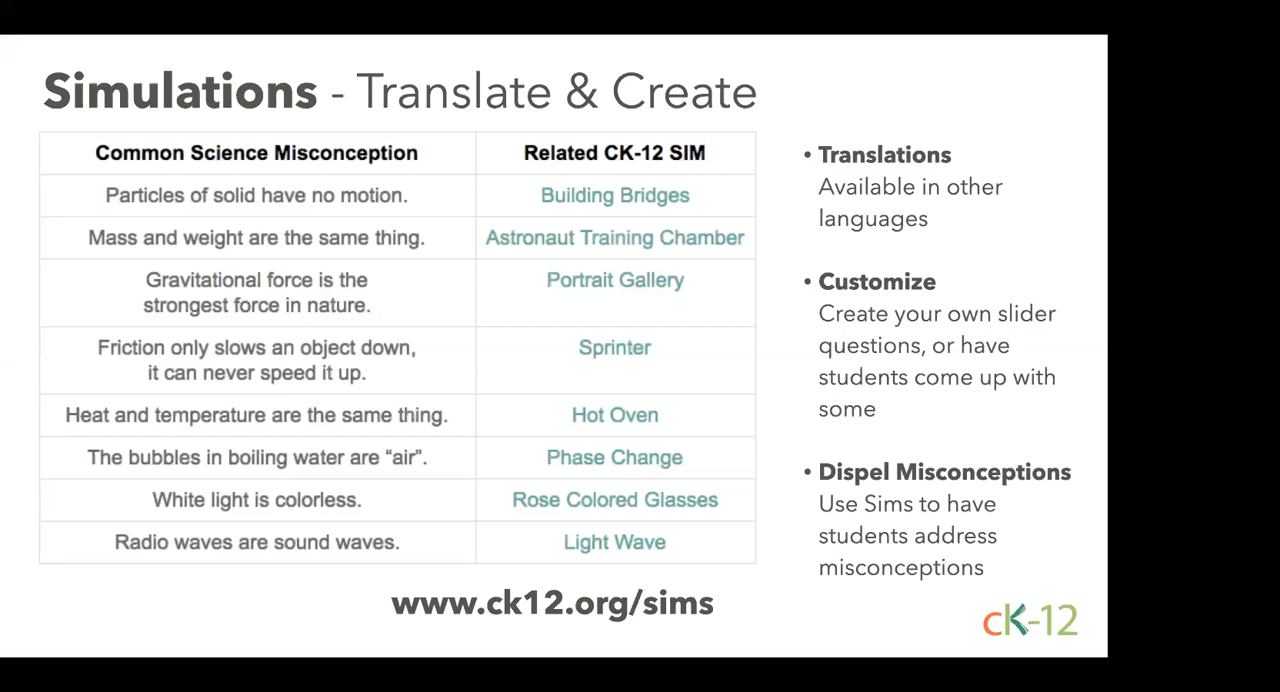 Simulations - Translate & Create
Common Science Misconception Related CK-12 SIM
Particles of solid have no motion. Building Bridges
Mass and weight are the same thing. Astronaut Training Chamber
Gravitational force is the Portrait Gallery
strongest force in nature.
Friction only slows an object down, Sprinter
it can never speed it up.
Heat and temperature are the same thing. Hot Oven
The bubbles in boiling water are “air”. Phase Change
White light is colorless. Rose Colored Glasses
Radio waves are sound waves. Light Wave
www.ck12.org/sims
• Translations
Available in other
languages
• Customize
Create your own slider
questions, or have
students come up with
some
• Dispel Misconceptions
Use Sims to have
students address
misconceptions
cK-12